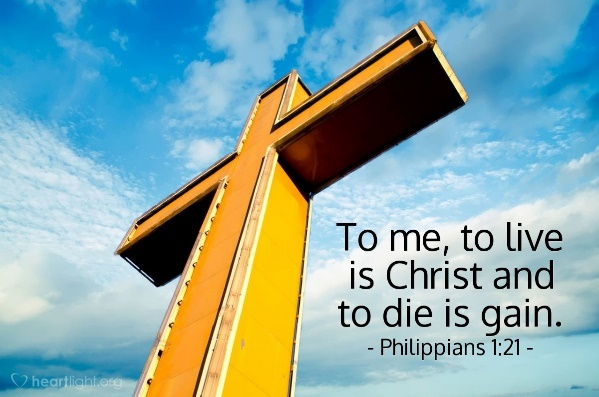 To me, to live
is Christ and
to die is gain.
- Philippians 1:21 -
heartlight.org